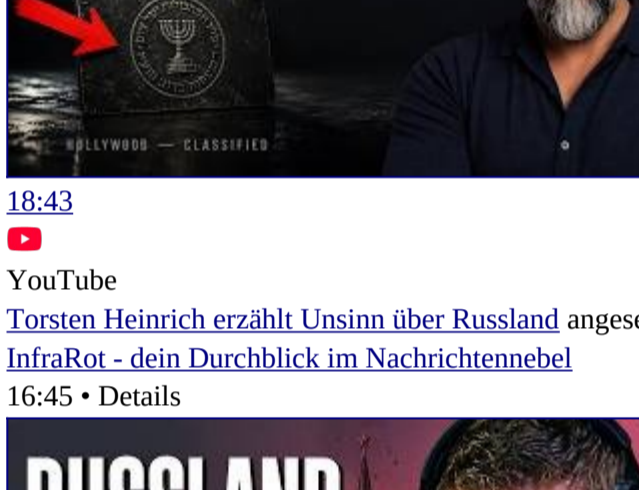 HOLLYWOOD — CLASSIFIED
18:43
YouTube
Torsten Heinrich erzählt Unsinn über Russland
InfraRot - dein Durchblick im Nachrichtennebel
16:45 • Details
RUSSLAND